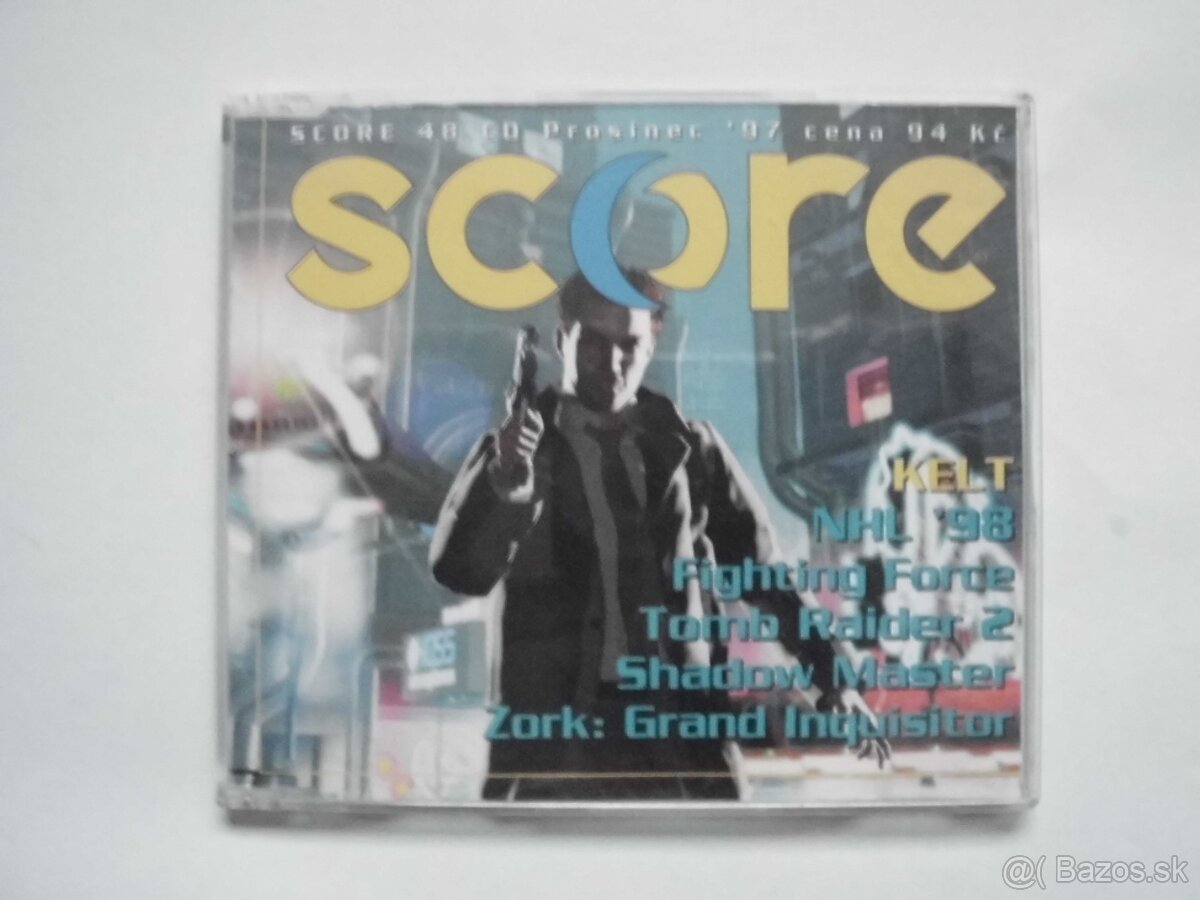 SCORE 48 CD Prosinec '97 cena 94 Kč
score
KELT
NHL '98
Fighting Force
Tomb Raider 2
Shadow Master
Zork: Grand Inquisitor
@( Bazos.sk